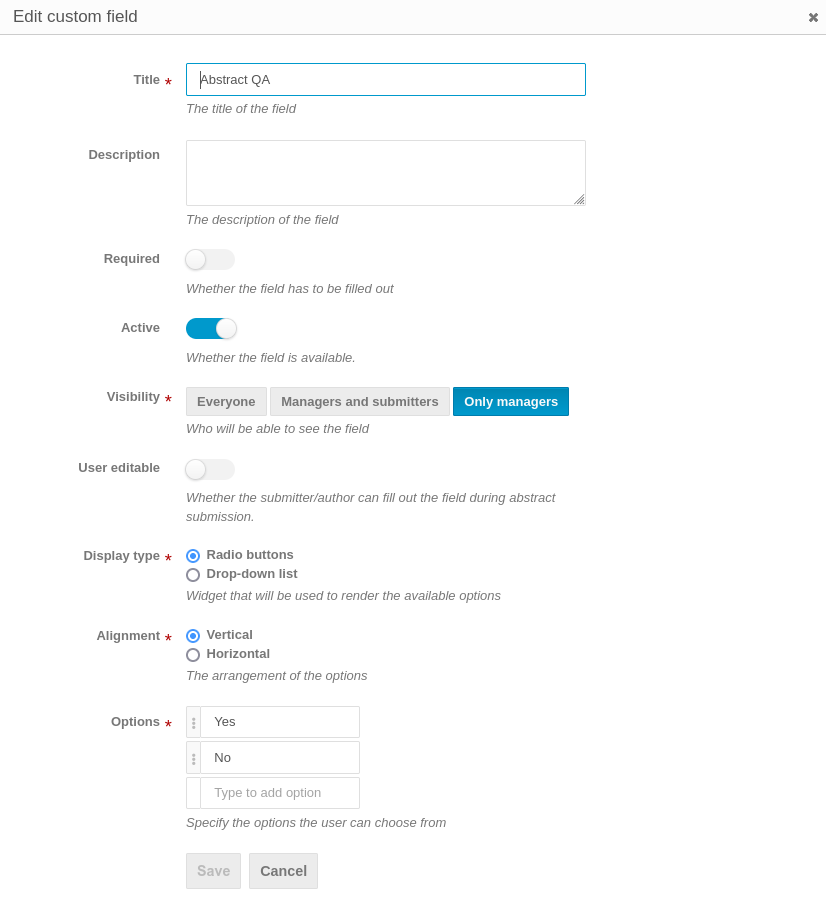 Edit custom field
Title *
Abstract QA
The title of the field
Description
The description of the field
Required
Whether the field has to be filled out
Active
Whether the field is available.
Visibility *
Everyone Managers and submitters Only managers
Who will be able to see the field
User editable
Whether the submitter/author can fill out the field during abstract
submission.
Display type * Radio buttons
Drop-down list
Widget that will be used to render the available options
Alignment * Vertical
Horizontal
The arrangement of the options
Options * Yes
No
Type to add option
Specify the options the user can choose from
Save Cancel